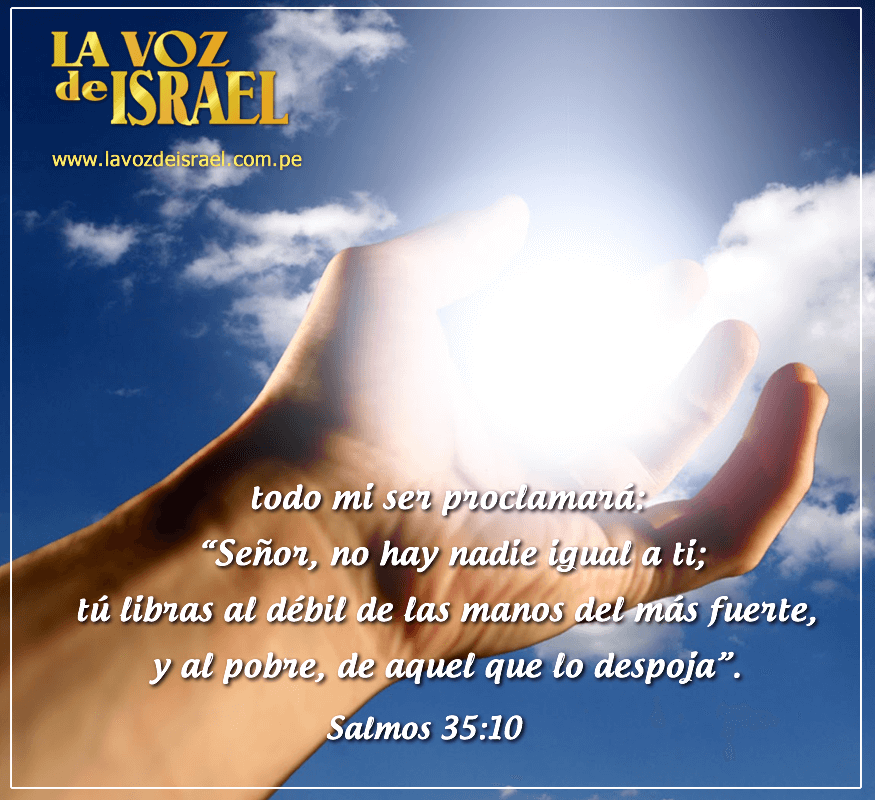 LA VOZ
de ISRAEL
www.lavozdeisrael.com.pe
todo mi ser proclamará:
“Señor, no hay nadie igual a ti;
tú libras al débil de las manos del más fuerte,
y al pobre, de aquel que lo despoja”.
Salmos 35:10